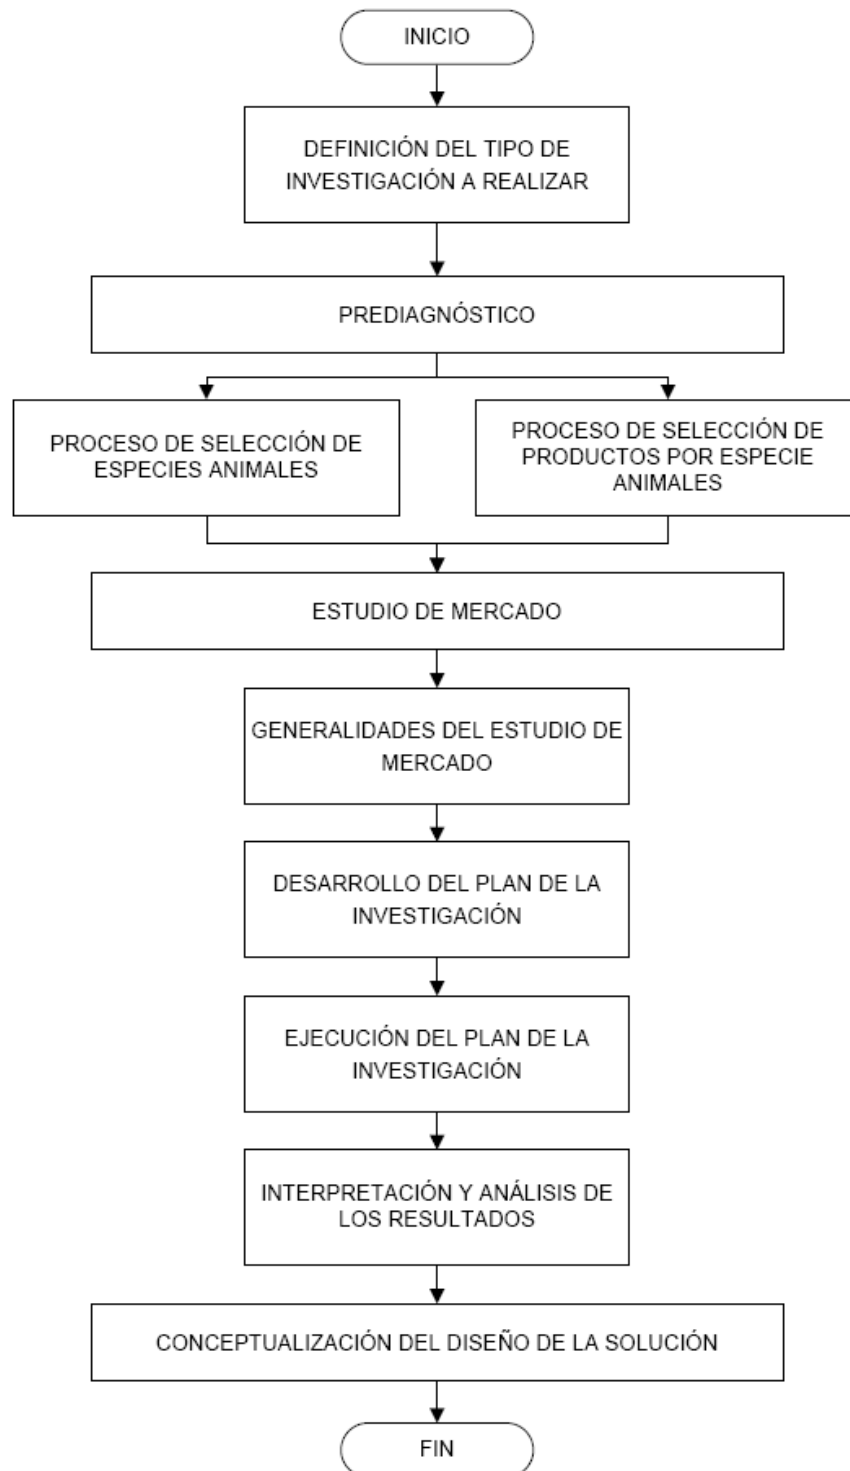 INICIO
DEFINICIÓN DEL TIPO DE
INVESTIGACIÓN A REALIZAR
PREDIAGNÓSTICO
PROCESO DE SELECCIÓN DE
ESPECIES ANIMALES
PROCESO DE SELECCIÓN DE
PRODUCTOS POR ESPECIE
ANIMALES
ESTUDIO DE MERCADO
GENERALIDADES DEL ESTUDIO DE
MERCADO
DESARROLLO DEL PLAN DE LA
INVESTIGACIÓN
EJECUCIÓN DEL PLAN DE LA
INVESTIGACIÓN
INTERPRETACIÓN Y ANÁLISIS DE
LOS RESULTADOS
CONCEPTUALIZACIÓN DEL DISEÑO DE LA SOLUCIÓN
FIN